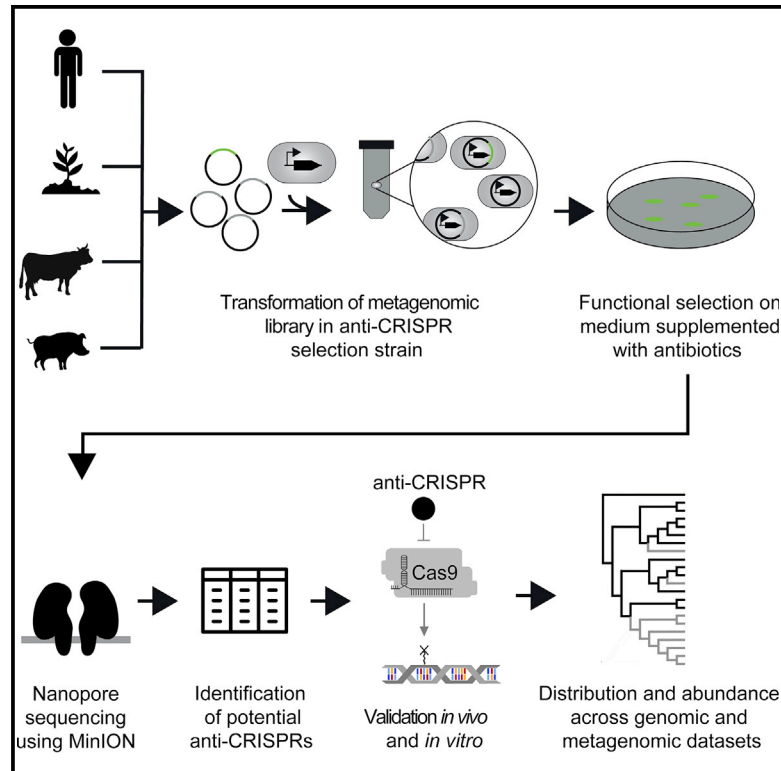 Transformation of metagenomic
library in anti-CRISPR
selection strain
Functional selection on
medium supplemented
with antibiotics
anti-CRISPR
Cas9
Nanopore
sequencing
using MinION
Identification
of potential
anti-CRISPRs
Validation in vivo
and in vitro
Distribution and abundance
across genomic and
metagenomic datasets